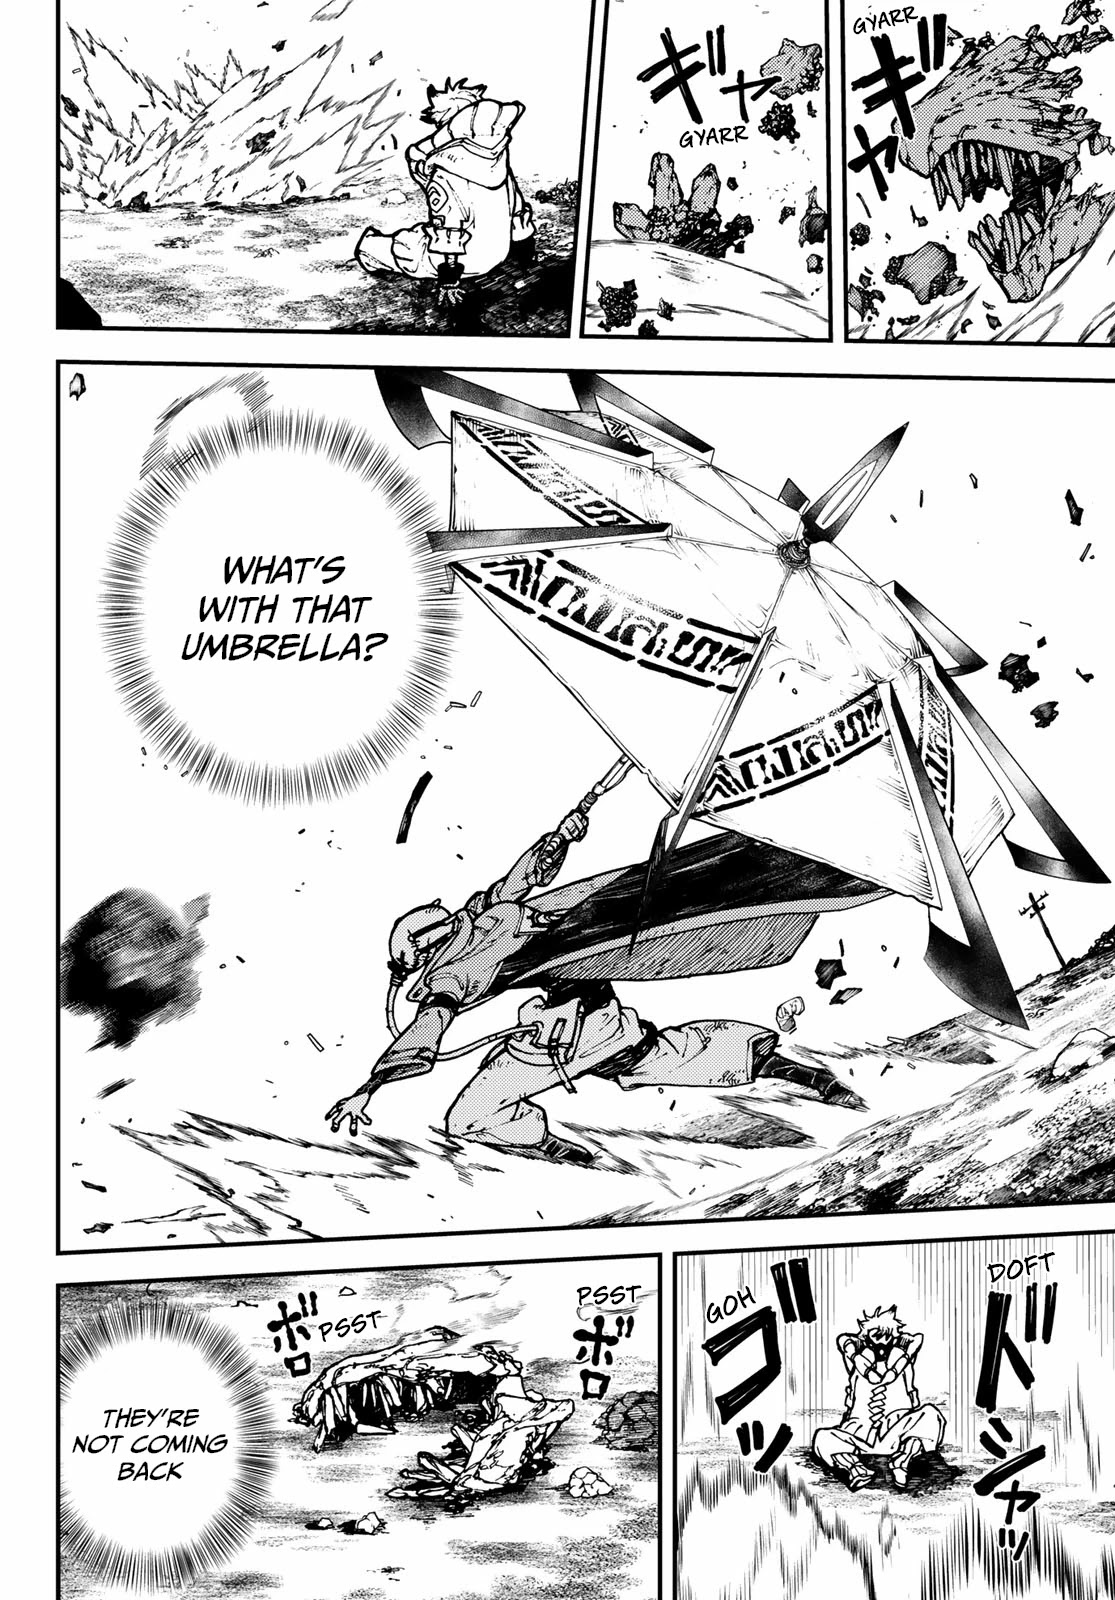 GYARR
ギャ
GYARR
ギャ
WHAT'S
WITH THAT
UMBRELLA?
DOFT
ドシャッ
GOH
ゴッ
PSST
ボロ
PSST
ボロ
THEY'RE
NOT COMING
BACK